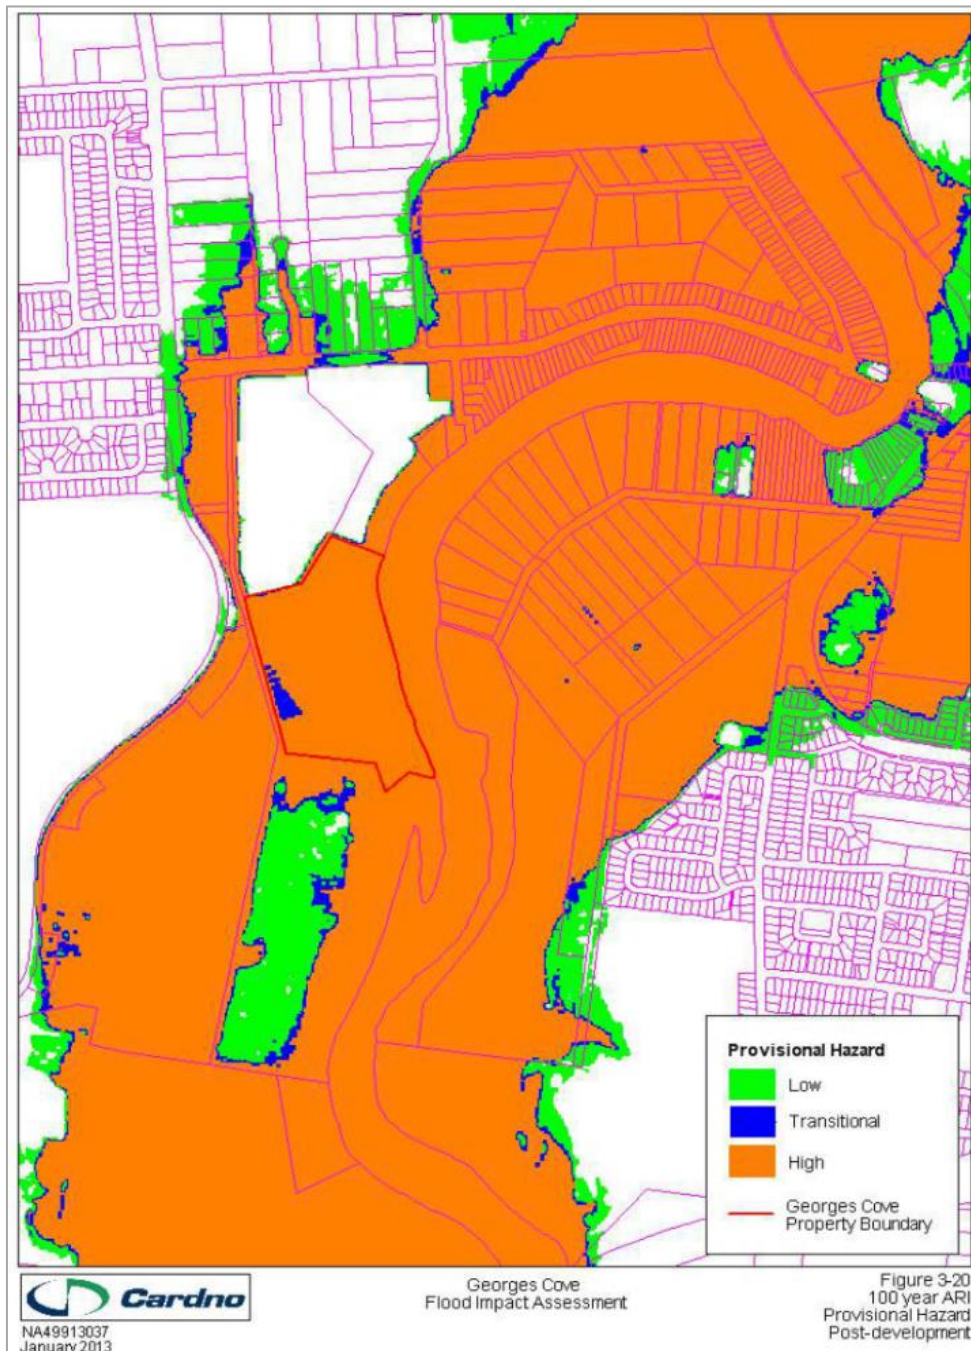 Provisional Hazard
Low
Transitional
High
Georges Cove
Property Boundary
Cardno
NA49913037
January 2013
Georges Cove
Flood Impact Assessment
Figure 3-20
100 year ARI
Provisional Hazard
Post-development